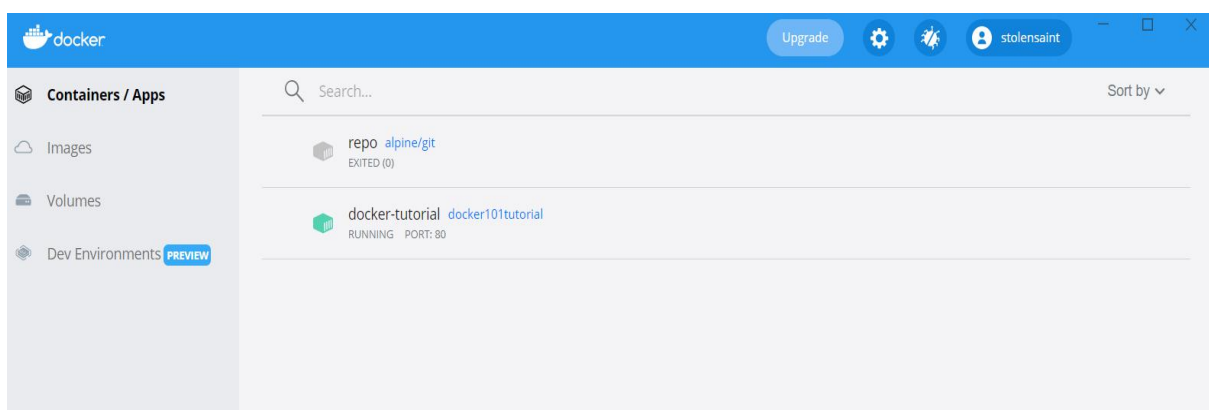 docker
Upgrade
stolensaint
Containers / Apps
Images
Volumes
Dev Environments PREVIEW
Search...
Sort by
repo alpine/git
EXITED (0)
docker-tutorial docker101tutorial
RUNNING PORT: 80